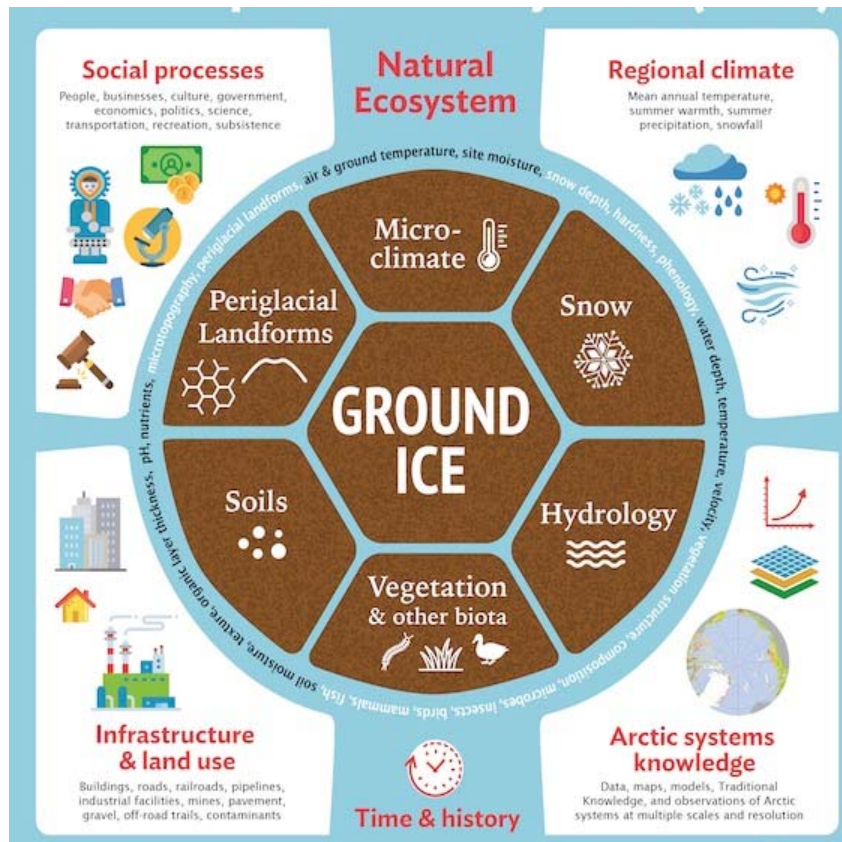 Social processes
People, businesses, culture, government,
economics, politics, science,
transportation, recreation, subsistence
Natural
Ecosystem
Regional climate
Mean annual temperature,
summer warmth, summer
precipitation, snowfall
microtopography, periglacial landforms, air & ground temperature, site moisture, snow depth, hardness, phenology, water depth, temperature, velocity, vegetation structure, composition, microbes, insects, birds, mammals, fish, soil moisture, texture, organic layer thickness, pH, nutrients,
Micro-
climate
Periglacial
Landforms
Snow
GROUND
ICE
Soils
Hydrology
Vegetation
& other biota
Infrastructure
& land use
Buildings, roads, railroads, pipelines,
industrial facilities, mines, pavement,
gravel, off-road trails, contaminants
Time & history
Arctic systems
knowledge
Data, maps, models, Traditional
Knowledge, and observations of Arctic
systems at multiple scales and resolution